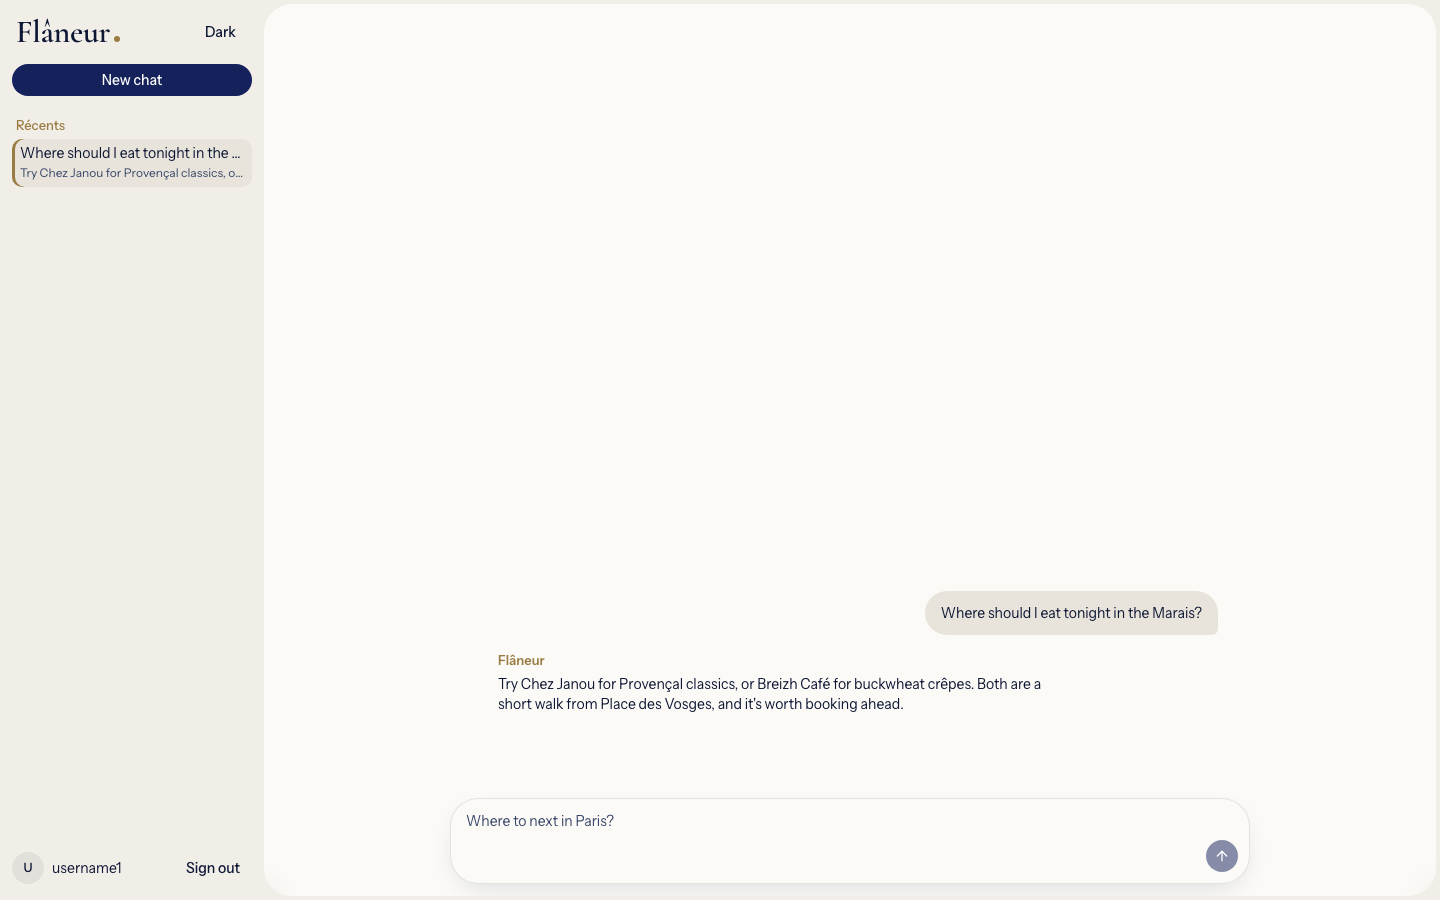 Flâneur.
Dark
New chat
Récents
Where should I eat tonight in the ...
Try Chez Janou for Provençal classics, o...
Where should I eat tonight in the Marais?
Flâneur
Try Chez Janou for Provençal classics, or Breizh Café for buckwheat crêpes. Both are a
short walk from Place des Vosges, and it's worth booking ahead.
Where to next in Paris?
U
username1
Sign out